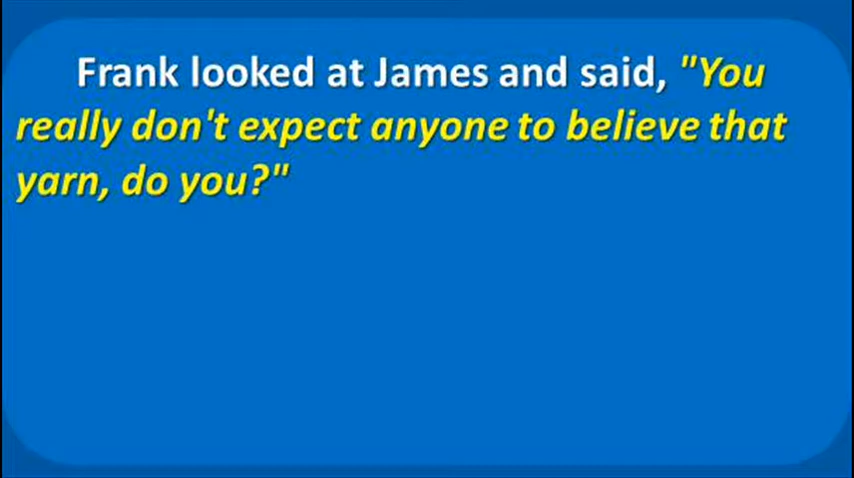 Frank looked at James and said, "You
really don't expect anyone to believe that
yarn, do you?"